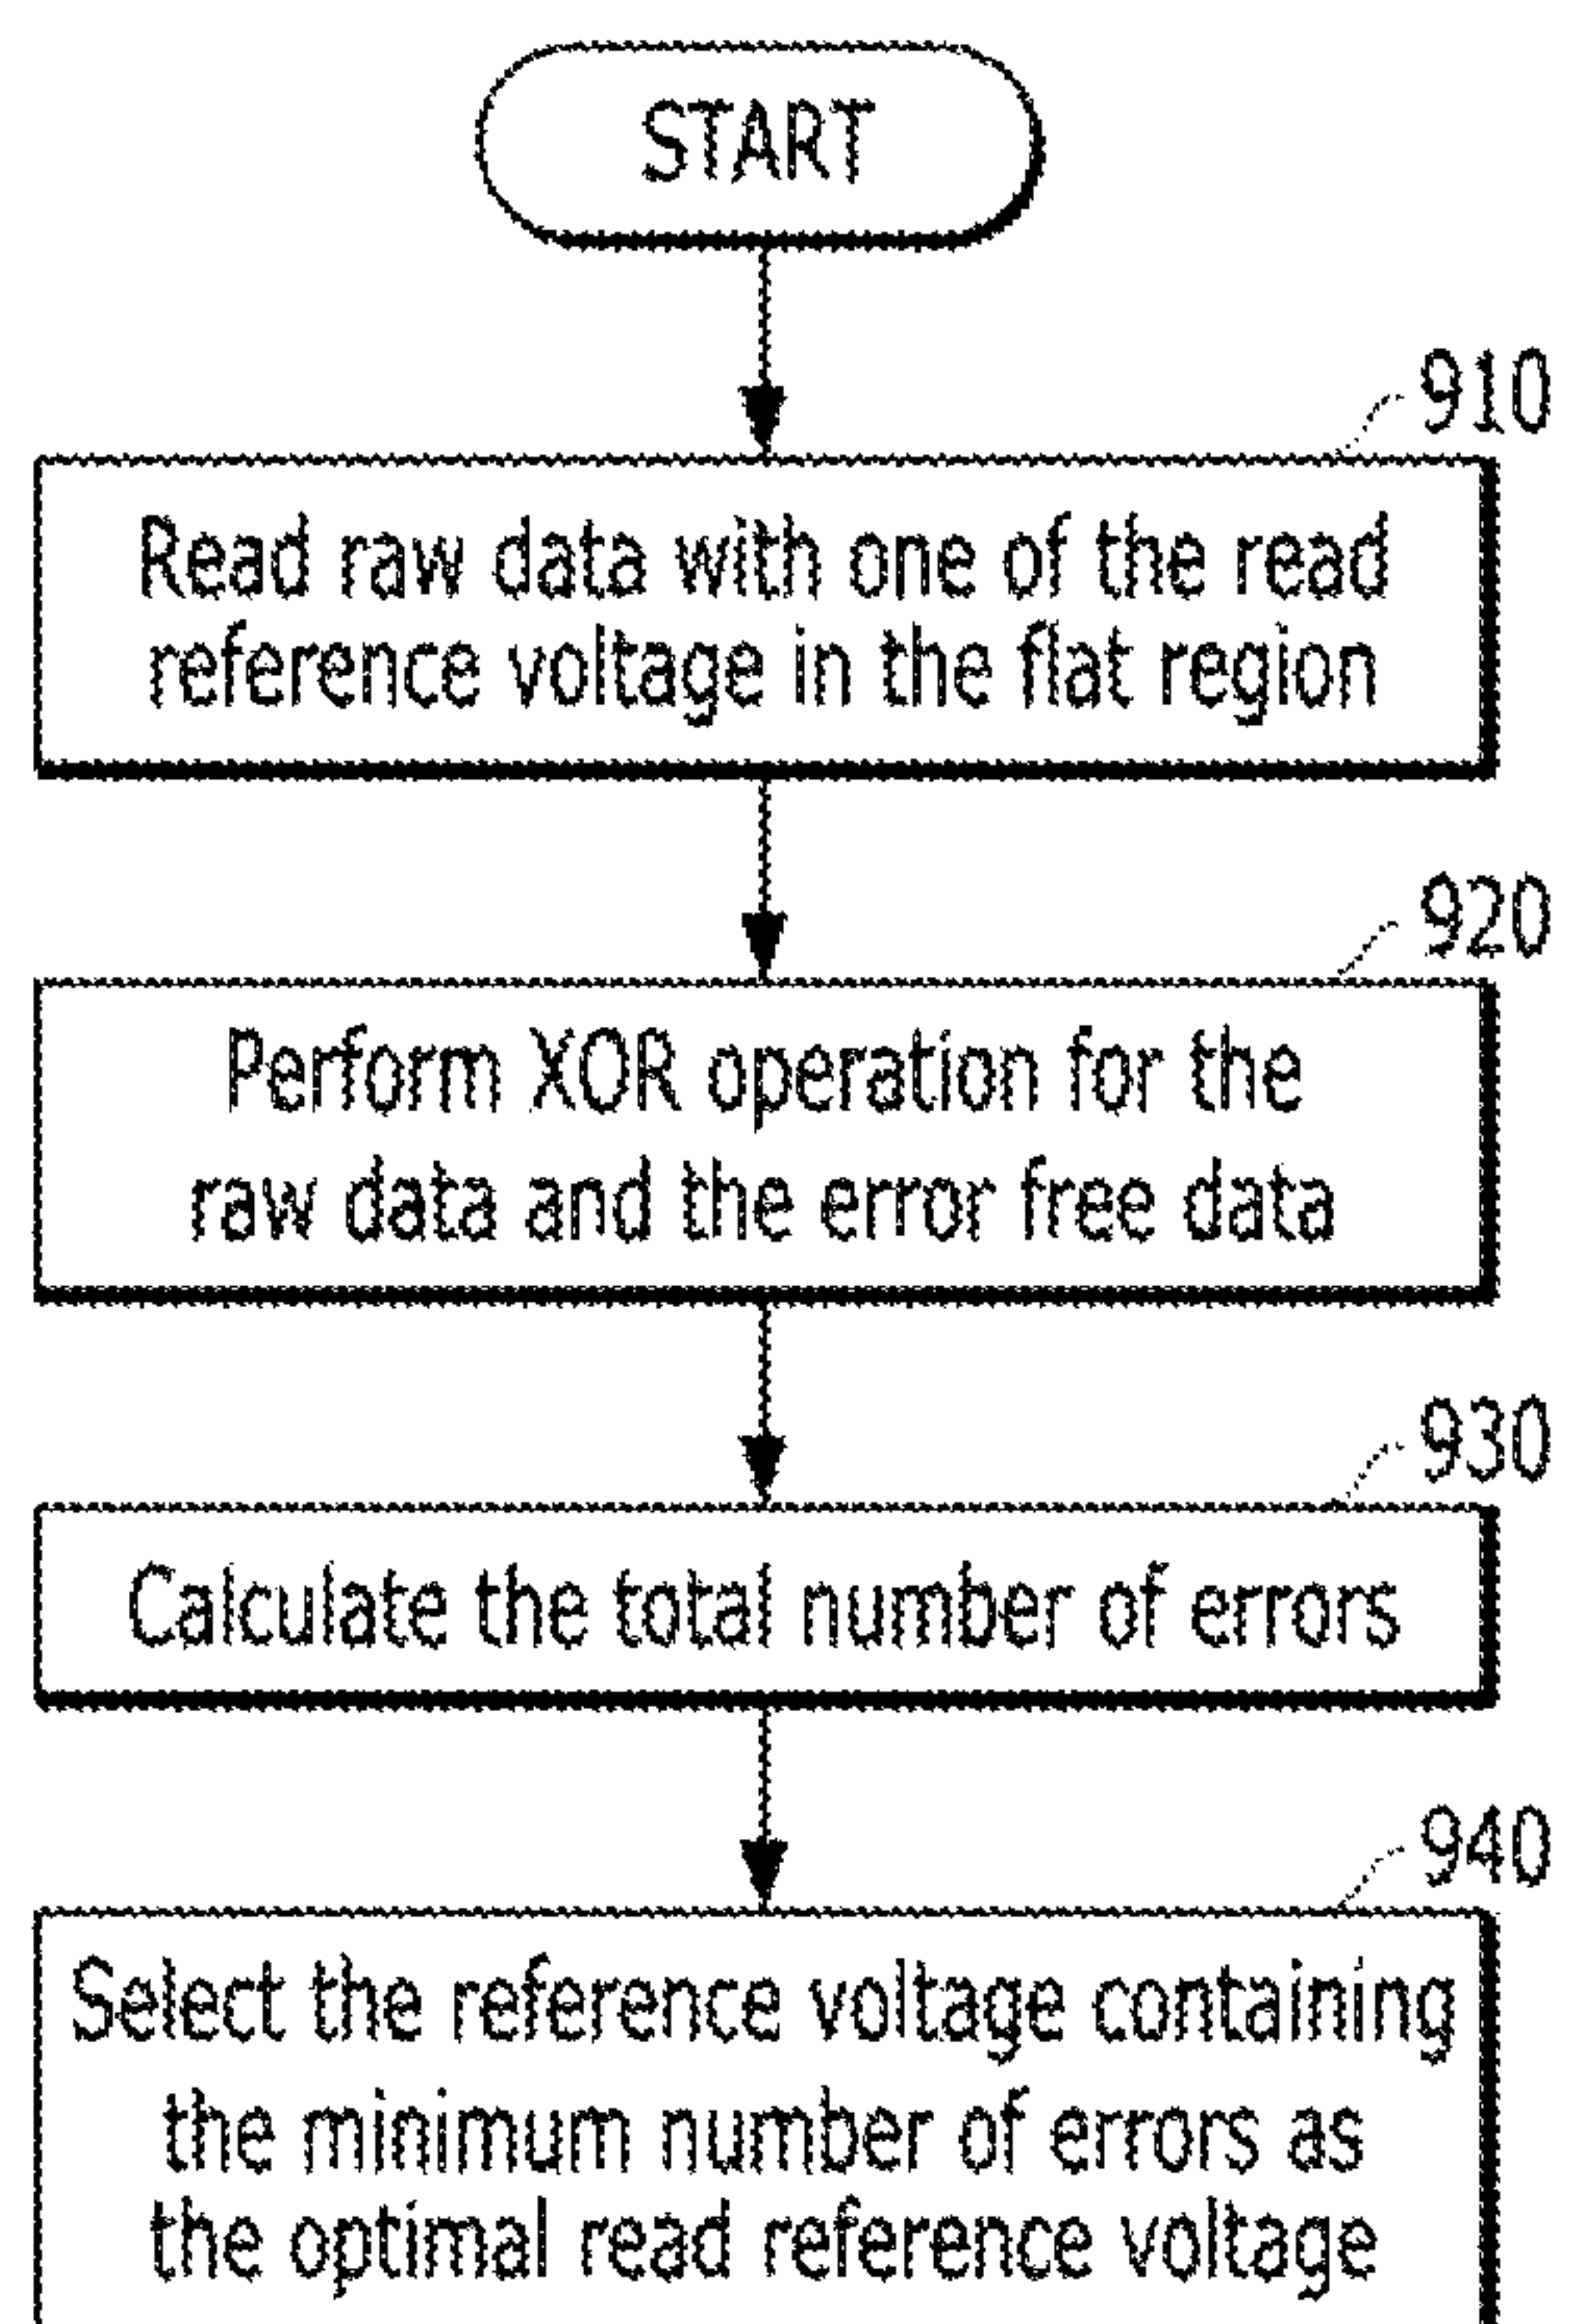 START
910
Read raw data with one of the read
reference voltage in the flat region
920
Perform XOR operation for the
raw data and the error free data
930
Calculate the total number of errors
940
Select the reference voltage containing
the minimum number of errors as
the optimal read reference voltage